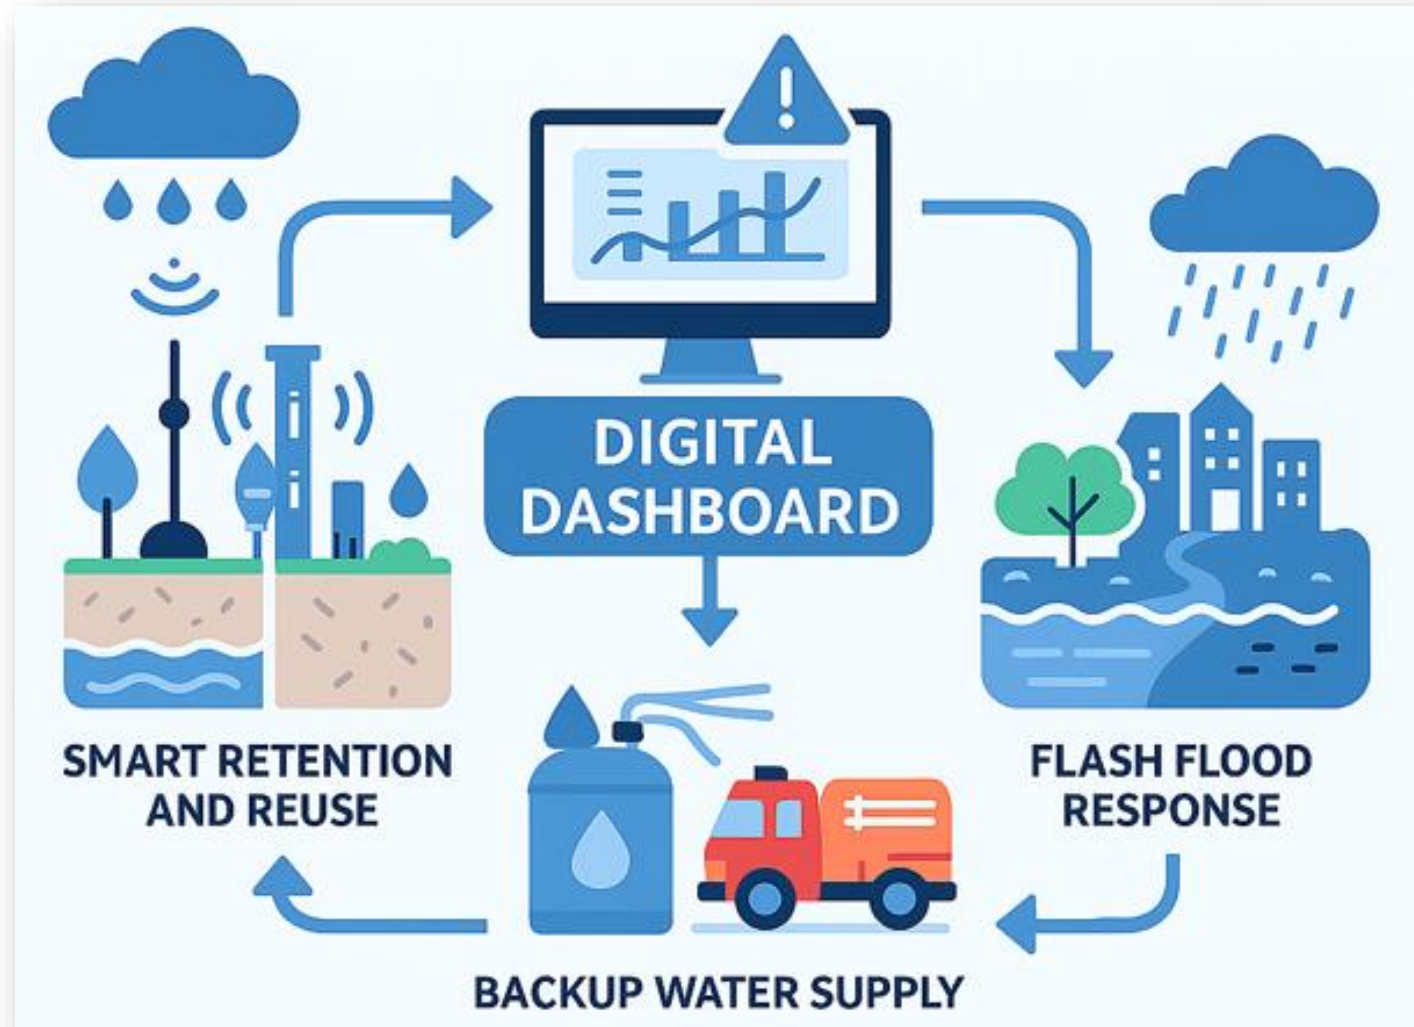 DIGITAL
DASHBOARD
SMART RETENTION
AND REUSE
FLASH FLOOD
RESPONSE
BACKUP WATER SUPPLY